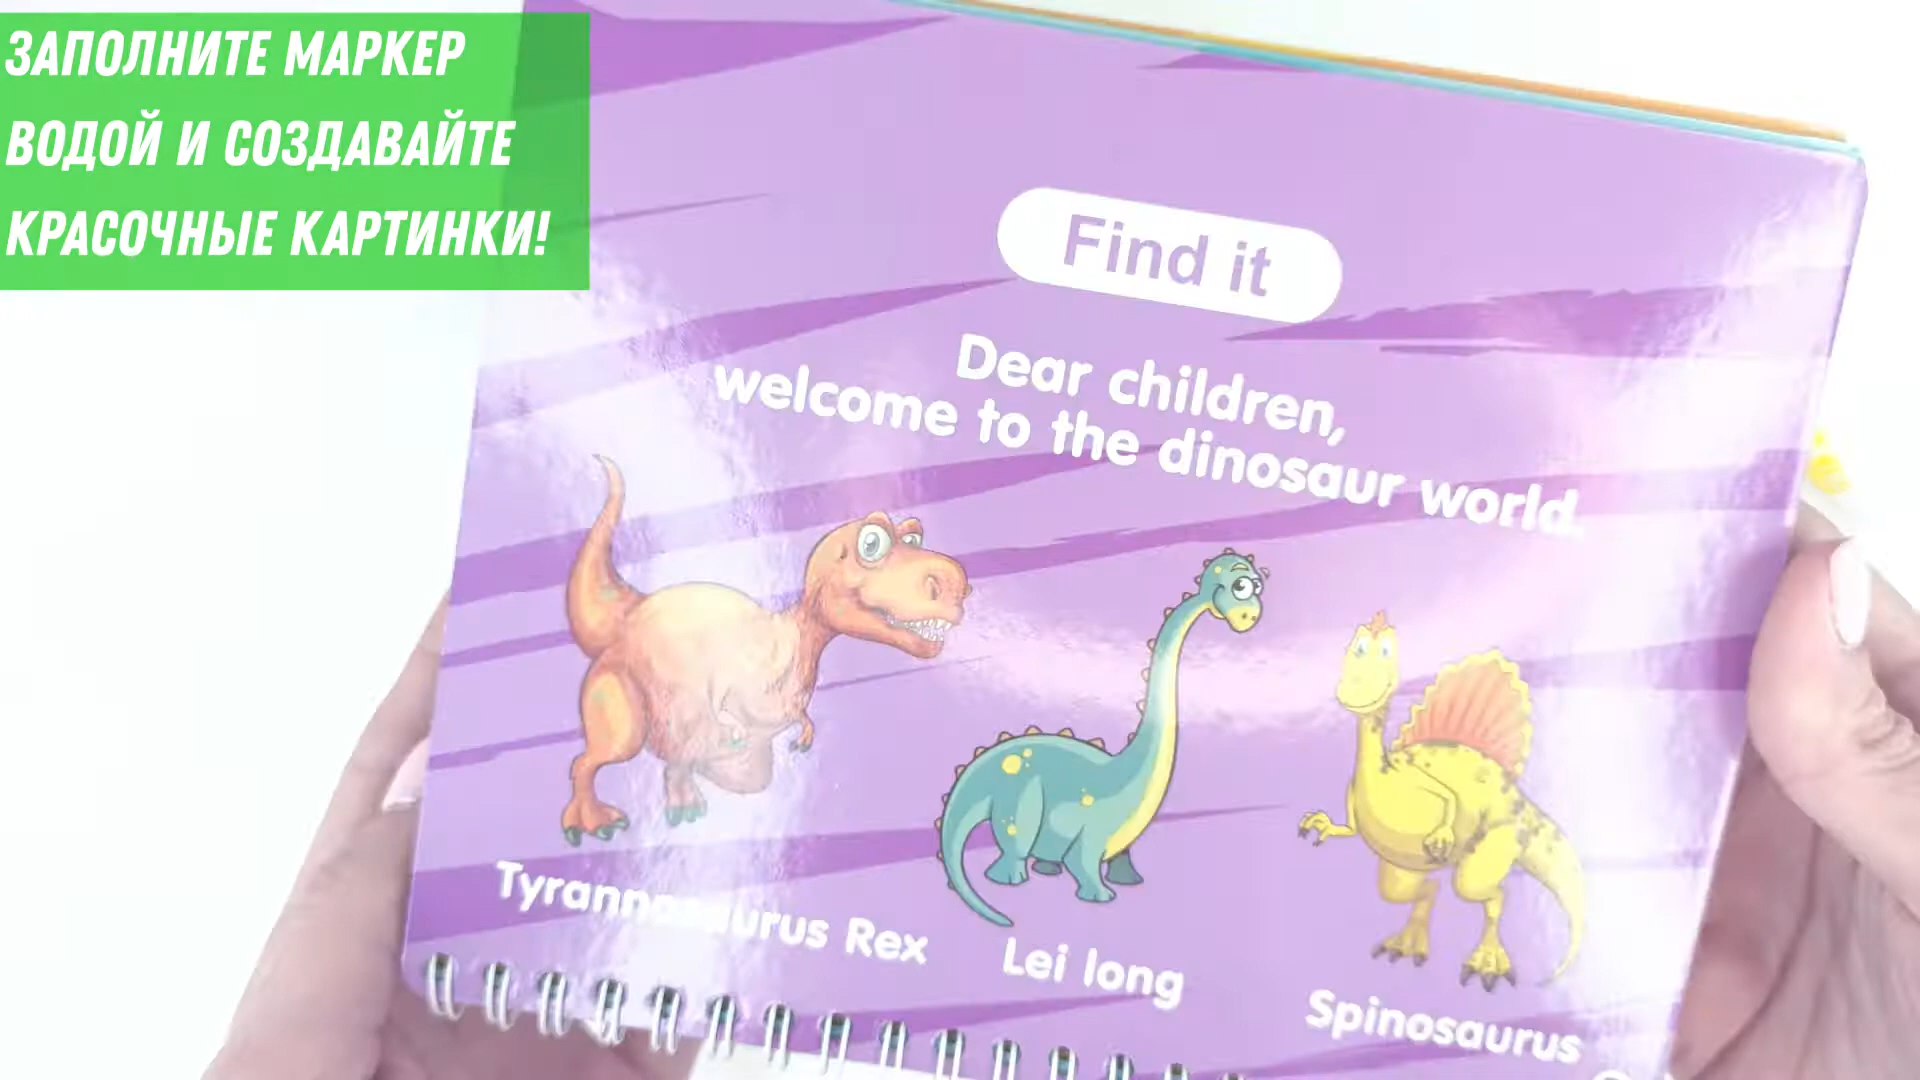 ЗАПОЛНИТЕ МАРКЕР
ВОДОЙ И СОЗДАВАЙТЕ
КРАСОЧНЫЕ КАРТИНКИ!
Find it
Dear children,
welcome to the dinosaur world.
Tyrannosaurus Rex
Lei long
Spinosaurus